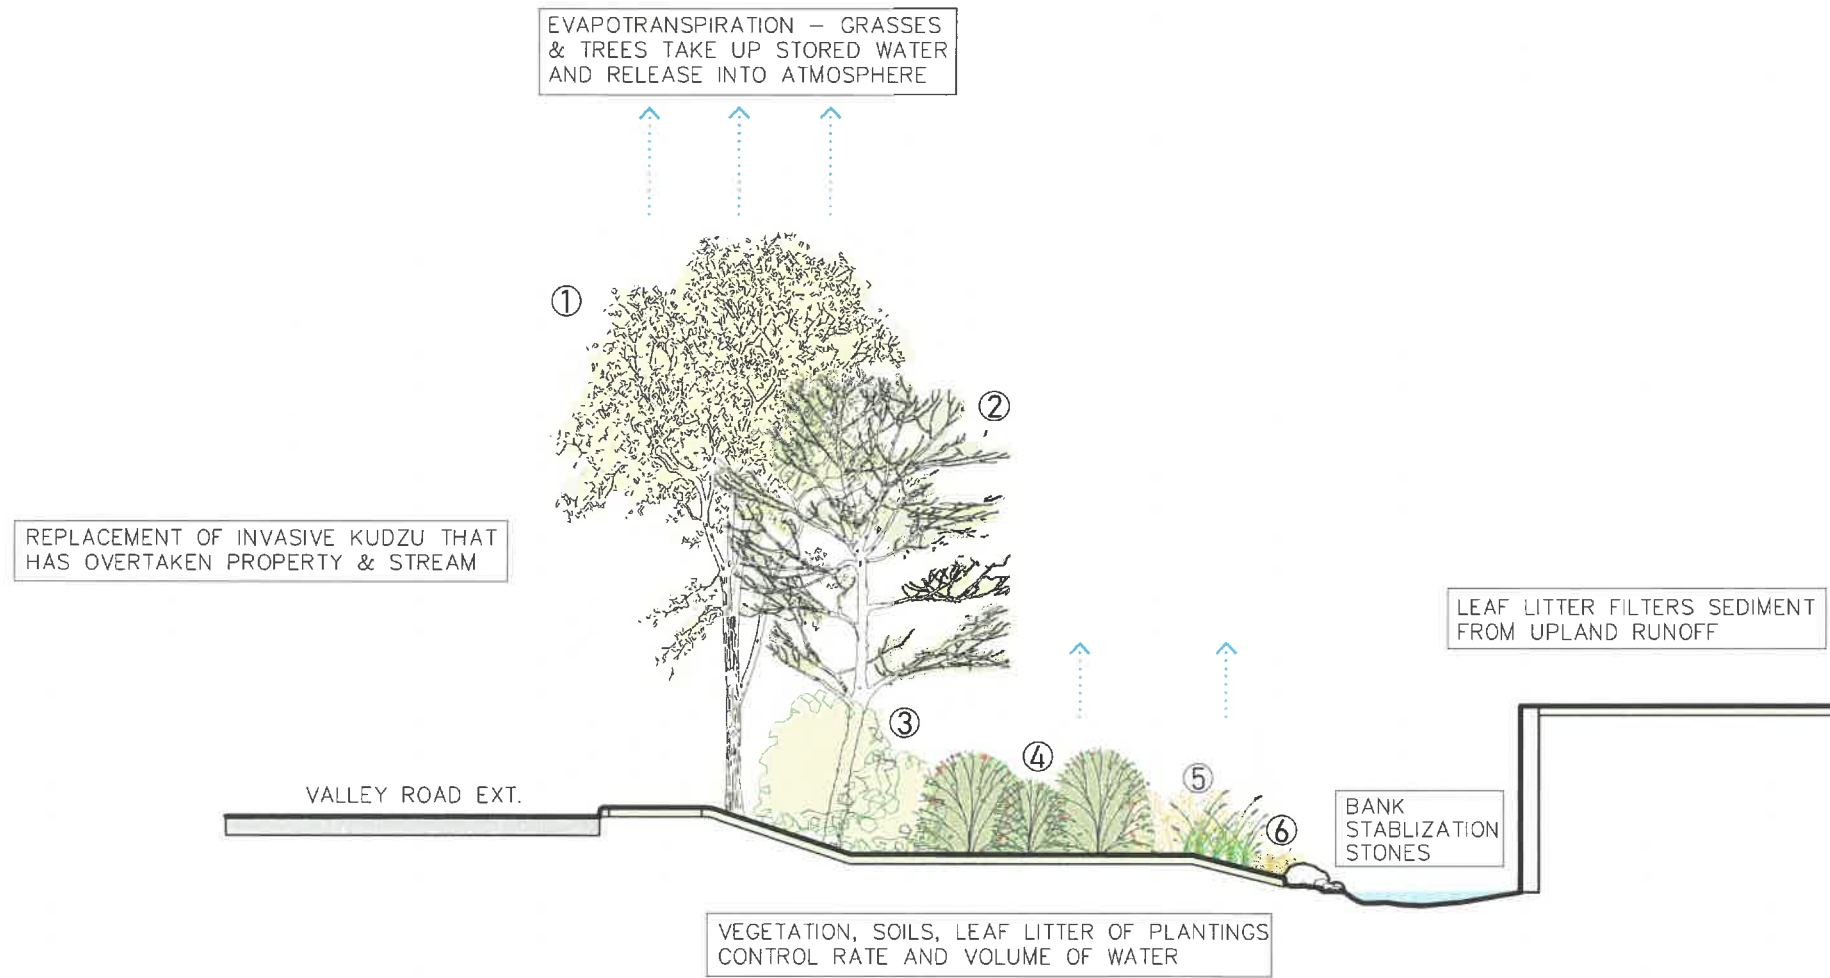 EVAPOTRANSPIRATION – GRASSES
& TREES TAKE UP STORED WATER
AND RELEASE INTO ATMOSPHERE
①
②
REPLACEMENT OF INVASIVE KUDZU THAT
HAS OVERTAKEN PROPERTY & STREAM
LEAF LITTER FILTERS SEDIMENT
FROM UPLAND RUNOFF
③
④
⑤
VALLEY ROAD EXT.
⑥
BANK
STABLIZATION
STONES
VEGETATION, SOILS, LEAF LITTER OF PLANTINGS
CONTROL RATE AND VOLUME OF WATER